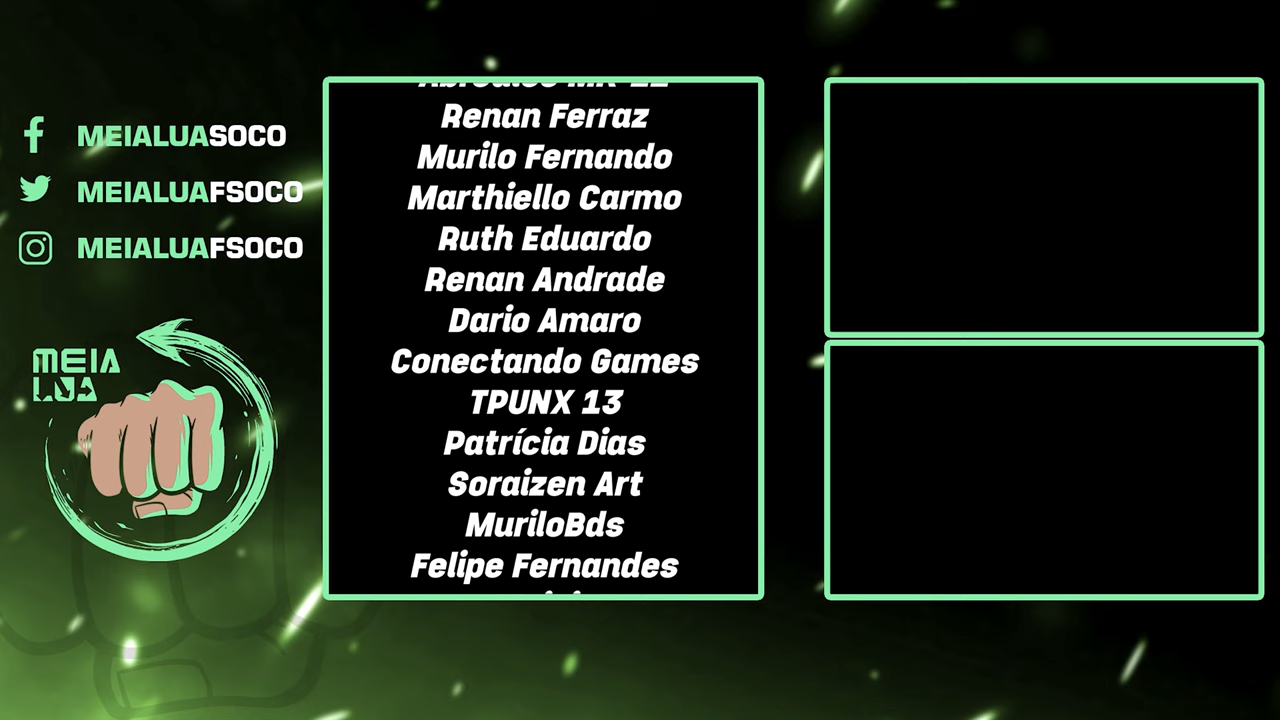 MEIALUASOCO
MEIALUAFSOCO
MEIALUAFSOCO
MEIA
LUA
Renan Ferraz
Murilo Fernando
Marthiello Carmo
Ruth Eduardo
Renan Andrade
Dario Amaro
Conectando Games
TPUNX 13
Patrícia Dias
Soraizen Art
MuriloBds
Felipe Fernandes